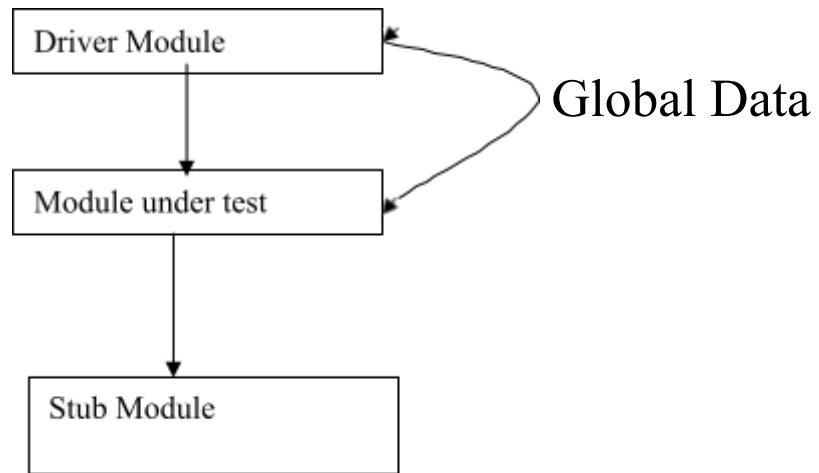 Driver Module
Global Data
Module under test
Stub Module